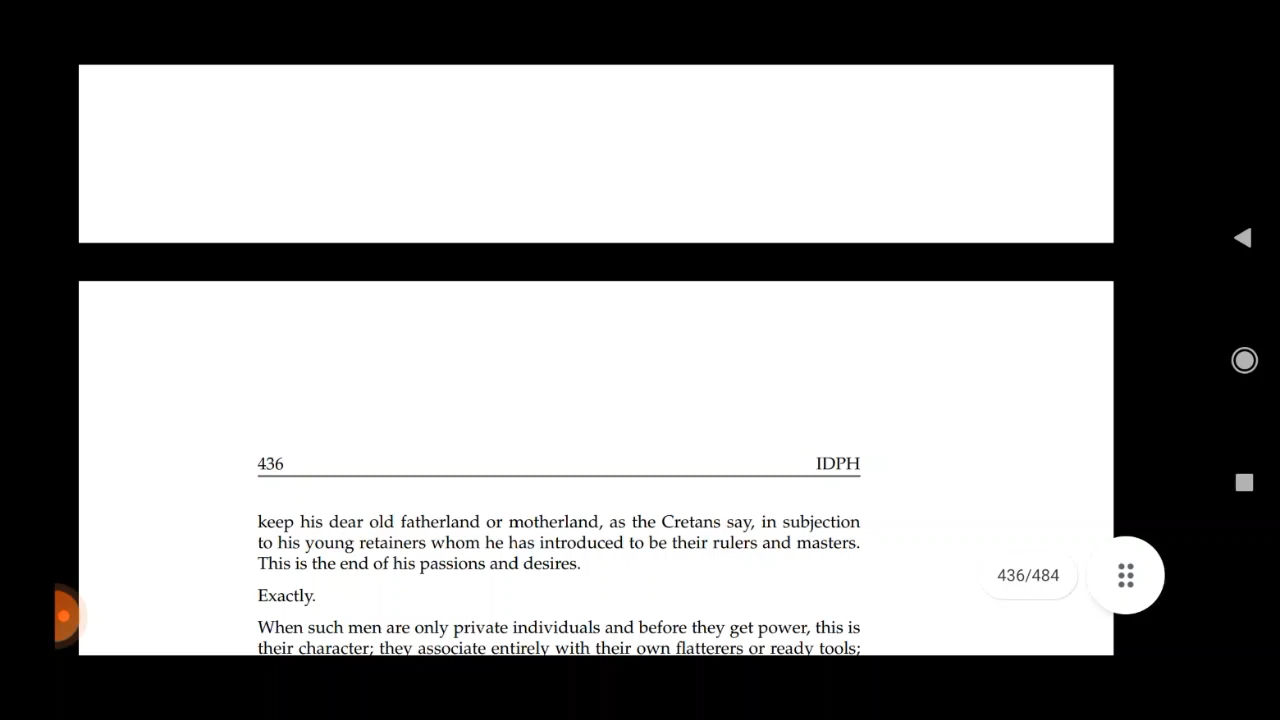 436 IDPH
keep his dear old fatherland or motherland, as the Cretans say, in subjection
to his young retainers whom he has introduced to be their rulers and masters.
This is the end of his passions and desires.
436/484
Exactly.
When such men are only private individuals and before they get power, this is
their character; they associate entirely with their own flatterers or ready tools;